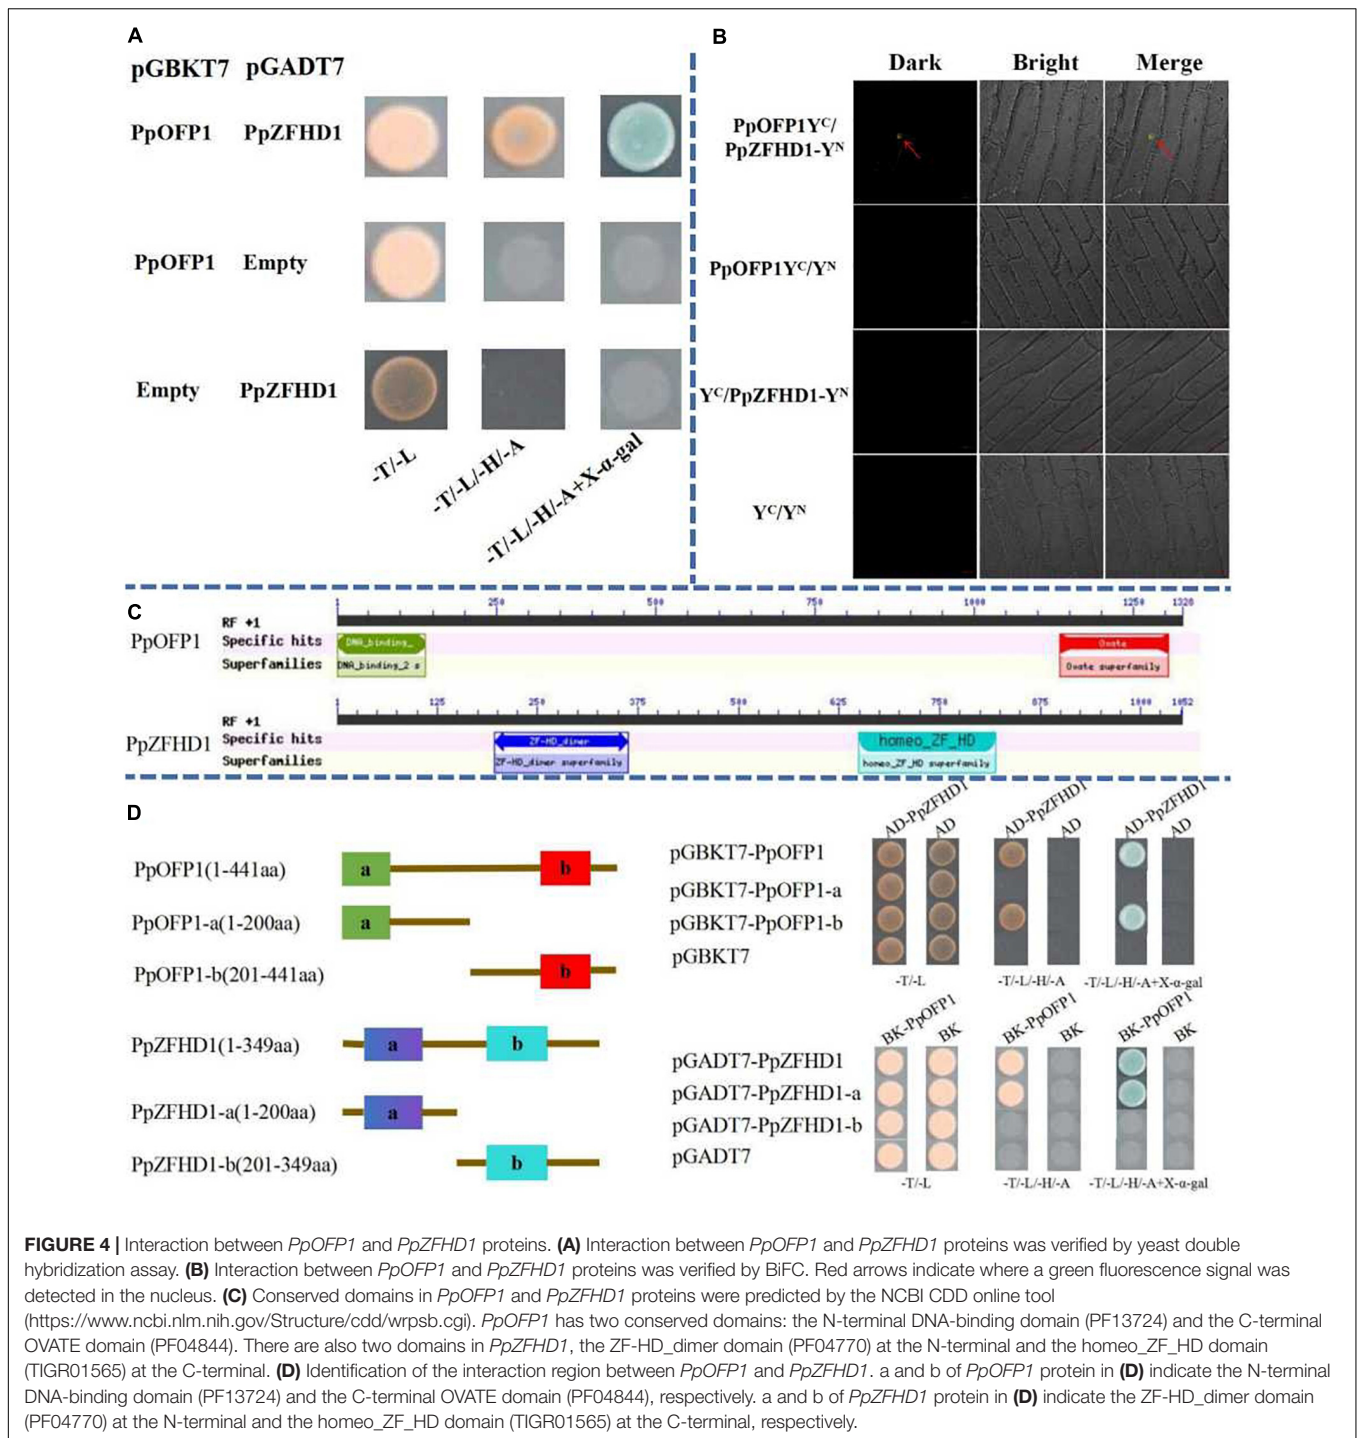 A
pGBKT7 pGADT7
PpOFP1 PpZFHD1
PpOFP1 Empty
Empty PpZFHD1
-T/-L
-T/-L/-H/-A
-T/-L/-H/-A+X-α-gal
B
Dark Bright Merge
PpOFP1Yᶜ/
PpZFHD1-Yᴺ
PpOFP1Yᶜ/Yᴺ
Yᶜ/PpZFHD1-Yᴺ
Yᶜ/Yᴺ
C
PpOFP1
1 250 500 750 1000 1250 1320
RF +1
Specific hits DNA_binding_ Ovate
Superfamilies DNA_binding_2 s Ovate superfamily
PpZFHD1
1 125 250 375 500 625 750 875 1000 1052
RF +1
Specific hits ZF-HD_dimer homeo_ZF_HD
Superfamilies ZF-HD_dimer superfamily homeo_ZF_HD superfamily
D
PpOFP1(1-441aa) a b
PpOFP1-a(1-200aa) a
PpOFP1-b(201-441aa) b
PpZFHD1(1-349aa) a b
PpZFHD1-a(1-200aa) a
PpZFHD1-b(201-349aa) b
AD-PpZFHD1 AD AD-PpZFHD1 AD AD-PpZFHD1 AD
pGBKT7-PpOFP1
pGBKT7-PpOFP1-a
pGBKT7-PpOFP1-b
pGBKT7
-T/-L -T/-L/-H/-A -T/-L/-H/-A+X-α-gal
BK-PpOFP1 BK BK-PpOFP1 BK BK-PpOFP1 BK
pGADT7-PpZFHD1
pGADT7-PpZFHD1-a
pGADT7-PpZFHD1-b
pGADT7
-T/-L -T/-L/-H/-A -T/-L/-H/-A+X-α-gal
FIGURE 4 | Interaction between PpOFP1 and PpZFHD1 proteins. (A) Interaction between PpOFP1 and PpZFHD1 proteins was verified by yeast double
hybridization assay. (B) Interaction between PpOFP1 and PpZFHD1 proteins was verified by BiFC. Red arrows indicate where a green fluorescence signal was
detected in the nucleus. (C) Conserved domains in PpOFP1 and PpZFHD1 proteins were predicted by the NCBI CDD online tool
(https://www.ncbi.nlm.nih.gov/Structure/cdd/wrpsb.cgi). PpOFP1 has two conserved domains: the N-terminal DNA-binding domain (PF13724) and the C-terminal
OVATE domain (PF04844). There are also two domains in PpZFHD1, the ZF-HD_dimer domain (PF04770) at the N-terminal and the homeo_ZF_HD domain
(TIGR01565) at the C-terminal. (D) Identification of the interaction region between PpOFP1 and PpZFHD1. a and b of PpOFP1 protein in (D) indicate the N-terminal
DNA-binding domain (PF13724) and the C-terminal OVATE domain (PF04844), respectively. a and b of PpZFHD1 protein in (D) indicate the ZF-HD_dimer domain
(PF04770) at the N-terminal and the homeo_ZF_HD domain (TIGR01565) at the C-terminal, respectively.